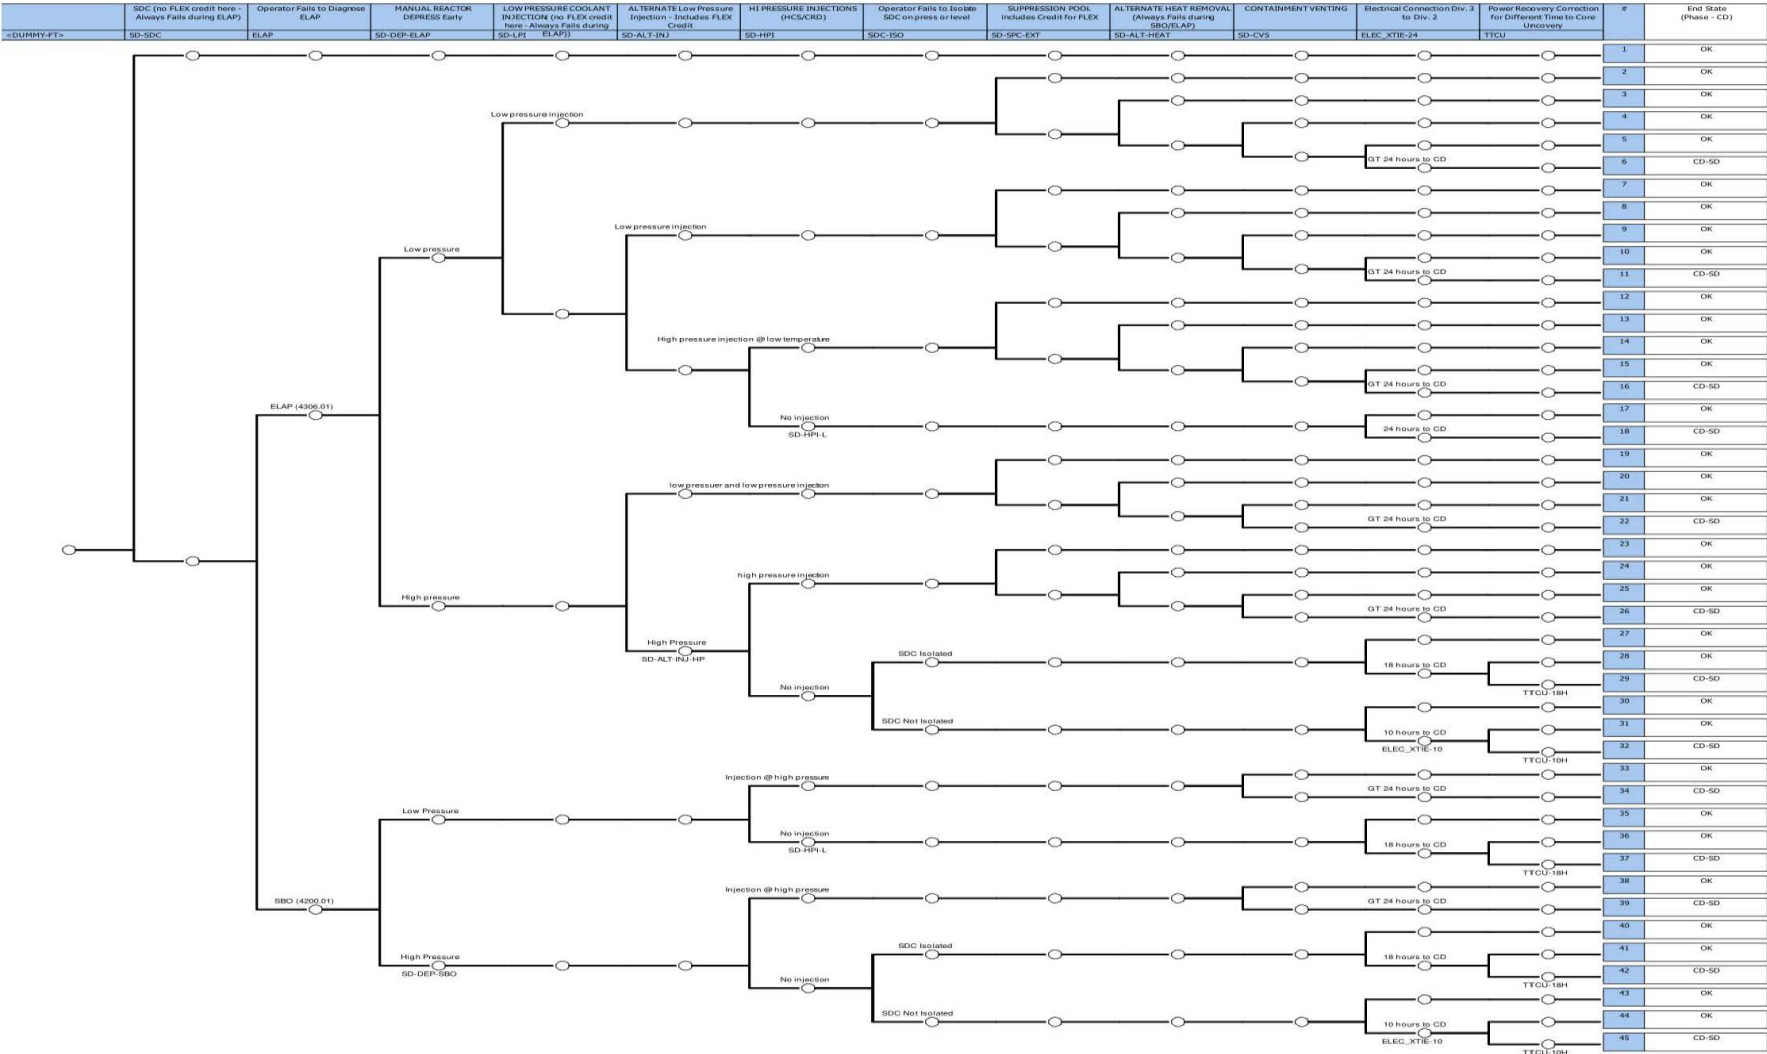 SDC (no FLEX credit here -
Always Fails during ELAP)
Operator Fails to Diagnose
ELAP
MANUAL REACTOR
DEPRESS Early
LOW PRESSURE COOLANT
INJECTION (no FLEX credit
here - Always Fails during
ELAP))
ALTERNATE Low Pressure
Injection - Includes FLEX
Credit
HI PRESSURE INJECTIONS
(HCS/CRD)
Operator Fails to Isolate
SDC on press or level
SUPPRESSION POOL
includes Credit for FLEX
ALTERNATE HEAT REMOVAL
(Always Fails during
SBO/ELAP)
CONTAINMENT VENTING
Electrical Connection Div. 3
to Div. 2
Power Recovery Correction
for Different Time to Core
Uncovery
#
End State
(Phase - CD)
<DUMMY-FT>
SD-SDC
ELAP
SD-DEP-ELAP
SD-LPI
SD-ALT-INJ
SD-HPI
SDC-ISO
SD-SPC-EXT
SD-ALT-HEAT
SD-CVS
ELEC_XTIE-24
TTCU
1 OK
2 OK
3 OK
Low pressure injection
4 OK
5 OK
GT 24 hours to CD
6 CD-SD
7 OK
8 OK
Low pressure injection
9 OK
Low pressure
10 OK
GT 24 hours to CD
11 CD-SD
12 OK
13 OK
High pressure injection @ low temperature
14 OK
15 OK
GT 24 hours to CD
16 CD-SD
ELAP (4306.01)
No injection
17 OK
SD-HPI-L
24 hours to CD
18 CD-SD
19 OK
20 OK
low pressuer and low pressure injection
21 OK
GT 24 hours to CD
22 CD-SD
23 OK
24 OK
high pressure injection
25 OK
High pressure
GT 24 hours to CD
26 CD-SD
27 OK
High Pressure
SD-ALT-INJ-HP
SDC Isolated
28 OK
18 hours to CD
29 CD-SD
No injection
TTCU-18H
30 OK
SDC Not Isolated
31 OK
10 hours to CD
ELEC_XTIE-10
32 CD-SD
TTCU-10H
33 OK
Injection @ high pressure
GT 24 hours to CD
34 CD-SD
Low Pressure
35 OK
No injection
SD-HPI-L
36 OK
18 hours to CD
37 CD-SD
TTCU-18H
38 OK
Injection @ high pressure
SBO (4200.01)
GT 24 hours to CD
39 CD-SD
40 OK
SDC Isolated
41 OK
High Pressure
SD-DEP-SBO
18 hours to CD
42 CD-SD
No injection
TTCU-18H
43 OK
SDC Not Isolated
44 OK
10 hours to CD
ELEC_XTIE-10
45 CD-SD
TTCU-10H